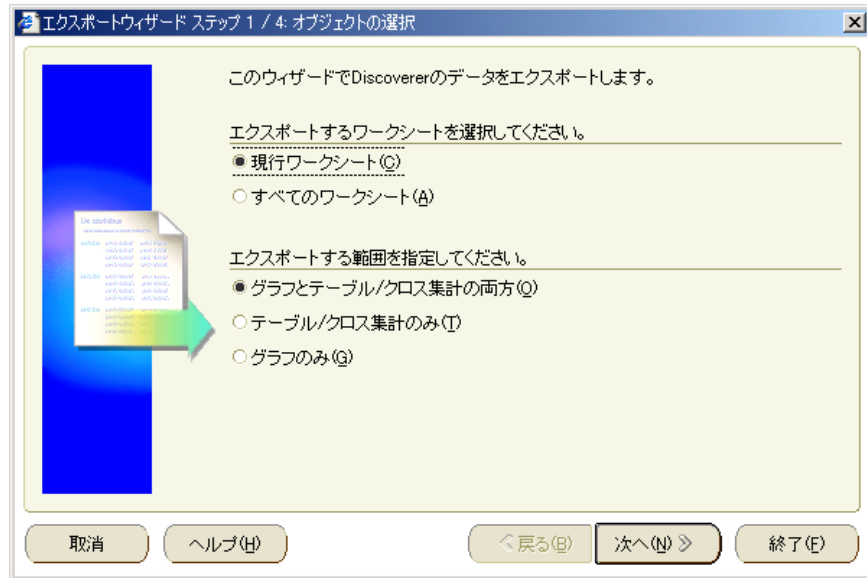 エクスポートウィザード ステップ 1 / 4: オブジェクトの選択
このウィザードでDiscovererのデータをエクスポートします。
エクスポートするワークシートを選択してください。
現行ワークシート(C)
すべてのワークシート(A)
エクスポートする範囲を指定してください。
グラフとテーブル/クロス集計の両方(O)
テーブル/クロス集計のみ(T)
グラフのみ(G)
取消
ヘルプ(H)
戻る(B)
次へ(N)
終了(F)